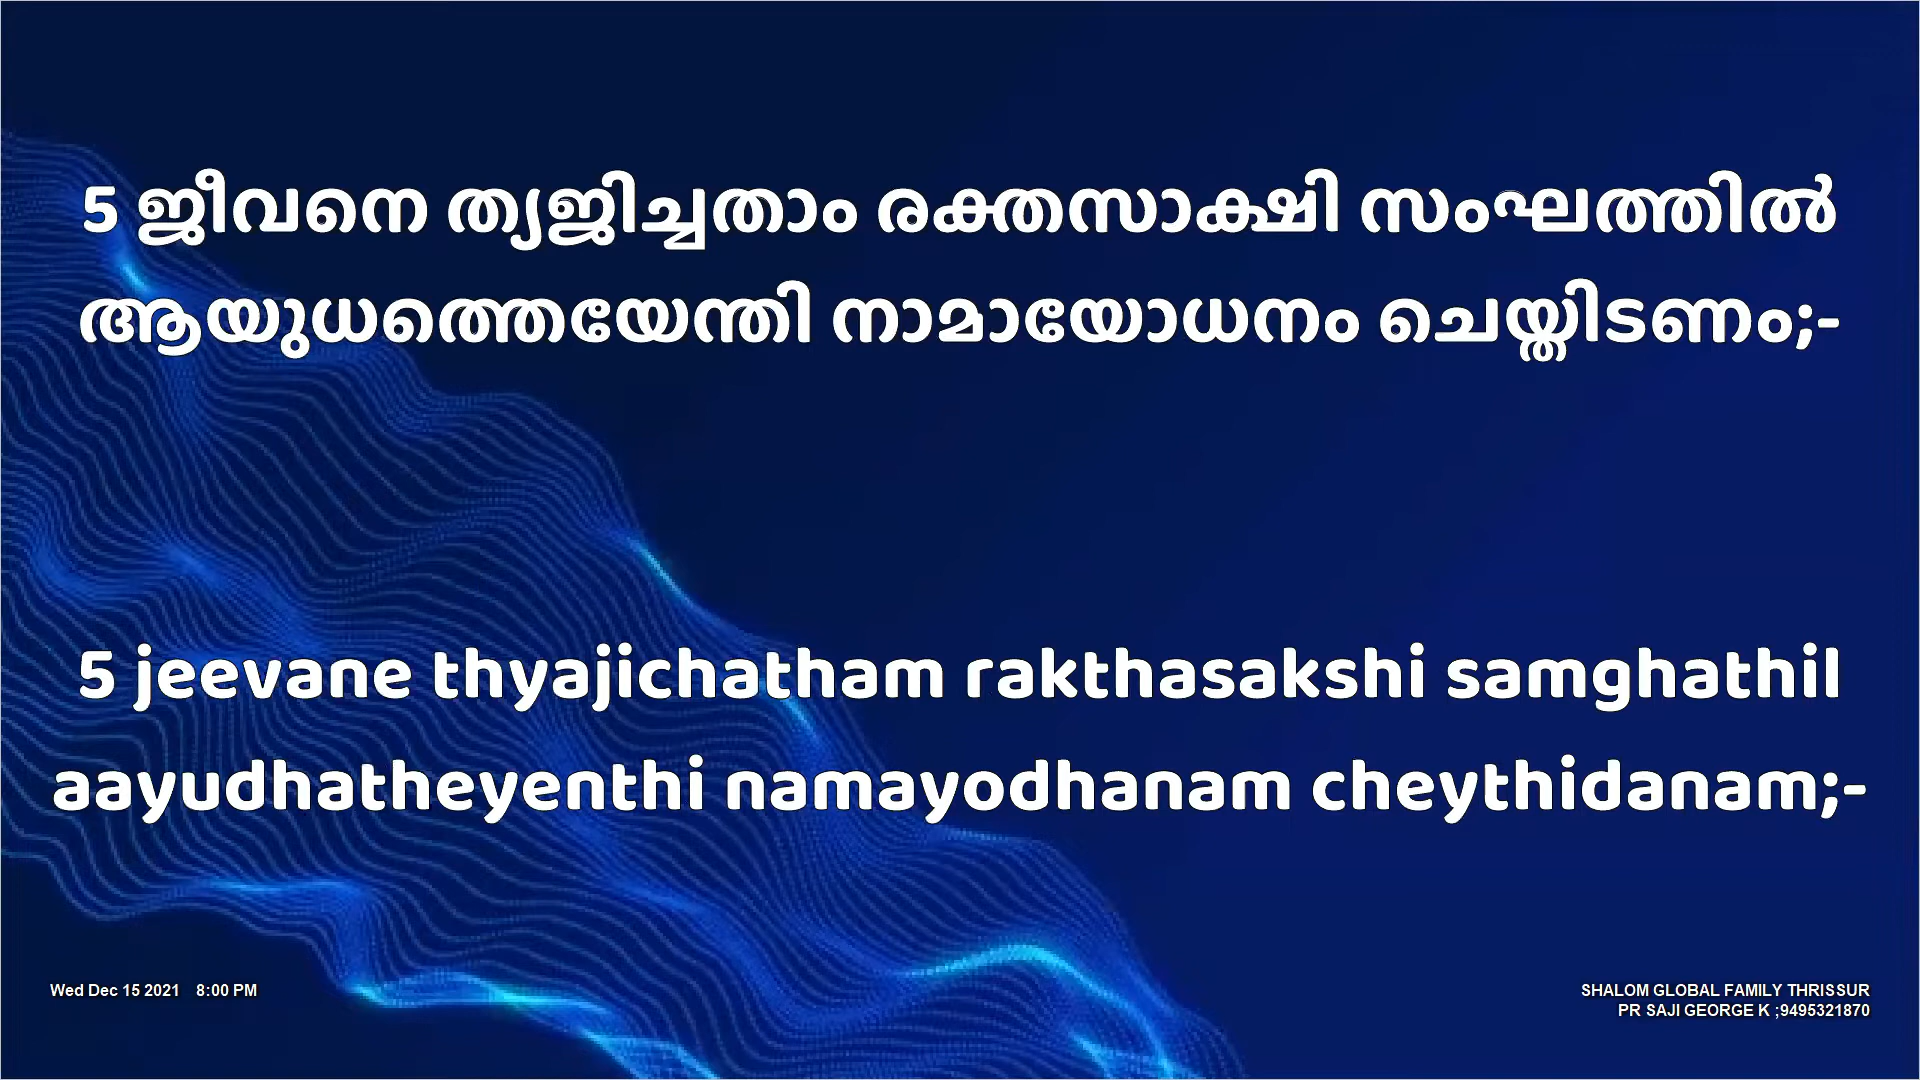 5 ജീവനെ ത്യജിച്ചതാം രക്തസാക്ഷി സംഘത്തിൽ
ആയുധത്തെയേന്തി നാമായോധനം ചെയ്തിടണം;-
5 jeevane thyajichatham rakthasakshi samghathil
aayudhatheyenthi namayodhanam cheythidanam;-
Wed Dec 15 2021 8:00 PM
SHALOM GLOBAL FAMILY THRISSUR
PR SAJI GEORGE K ;9495321870